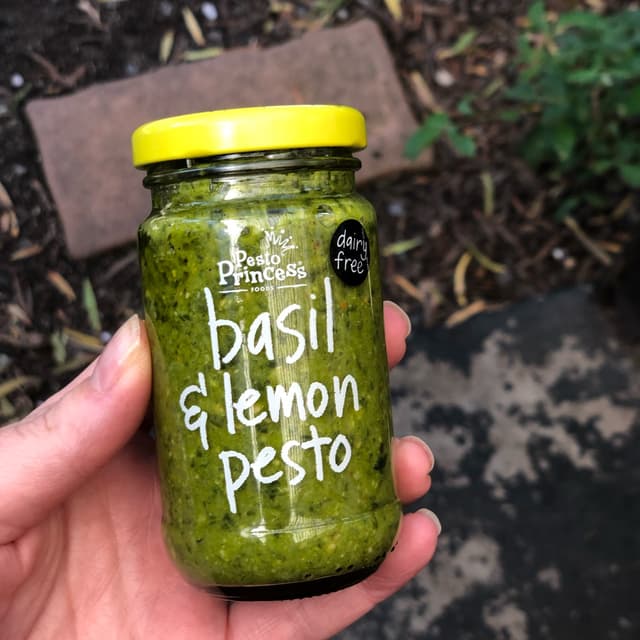 Pesto
Princess
FOODS
dairy
free
basil
& lemon
pesto